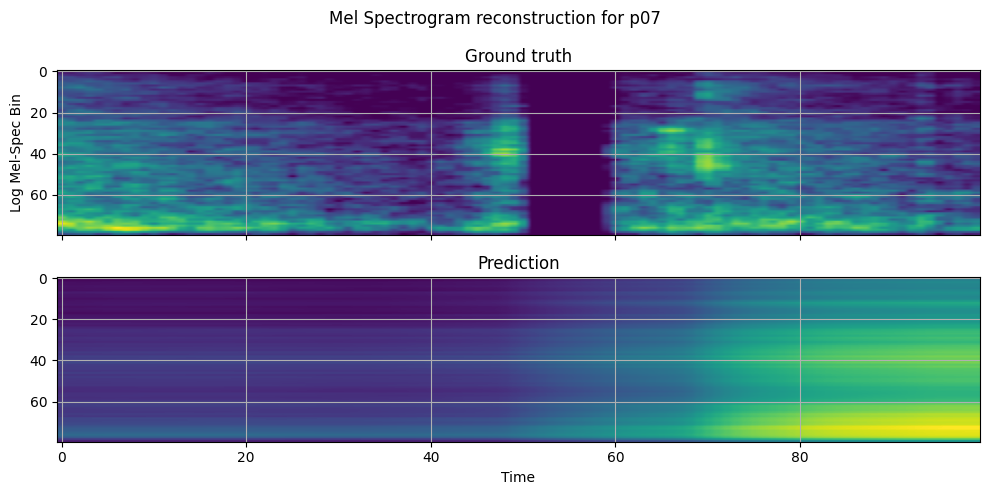 Mel Spectrogram reconstruction for p07
Ground truth
Log Mel-Spec Bin
0
20
40
60
Prediction
0
20
40
60
0 20 40 60 80
Time